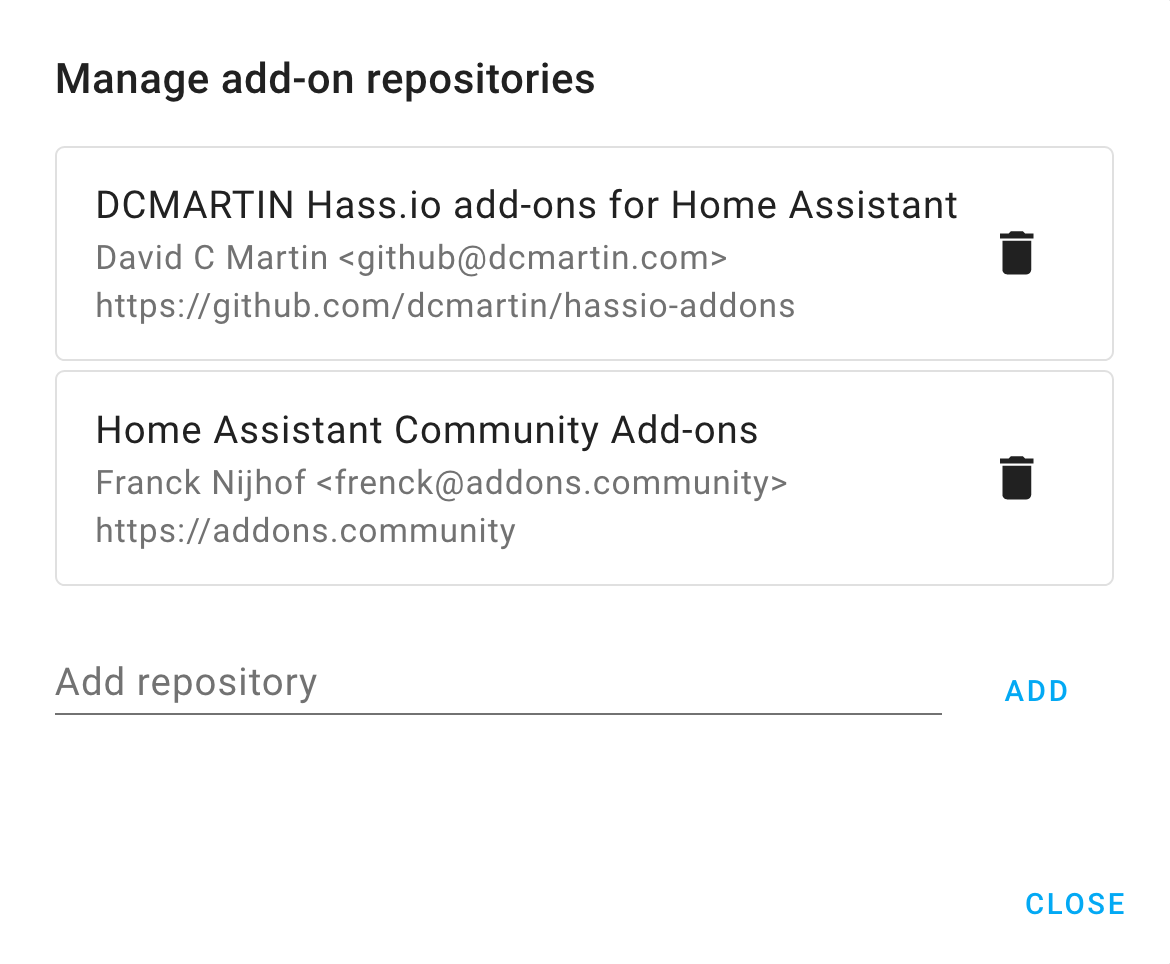 Manage add-on repositories
DCMARTIN Hass.io add-ons for Home Assistant
David C Martin <github@dcmartin.com>
https://github.com/dcmartin/hassio-addons
Home Assistant Community Add-ons
Franck Nijhof <frenck@addons.community>
https://addons.community
Add repository
ADD
CLOSE